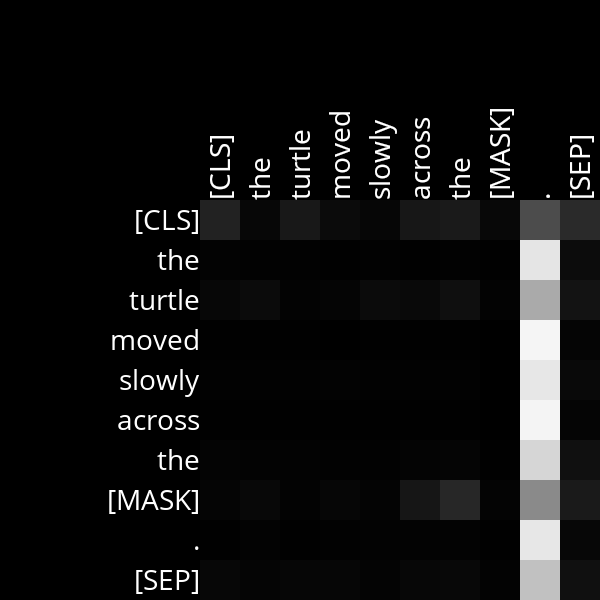 [CLS]
the
turtle
moved
slowly
across
the
[MASK]
.
[SEP]
[CLS]
the
turtle
moved
slowly
across
the
[MASK]
.
[SEP]